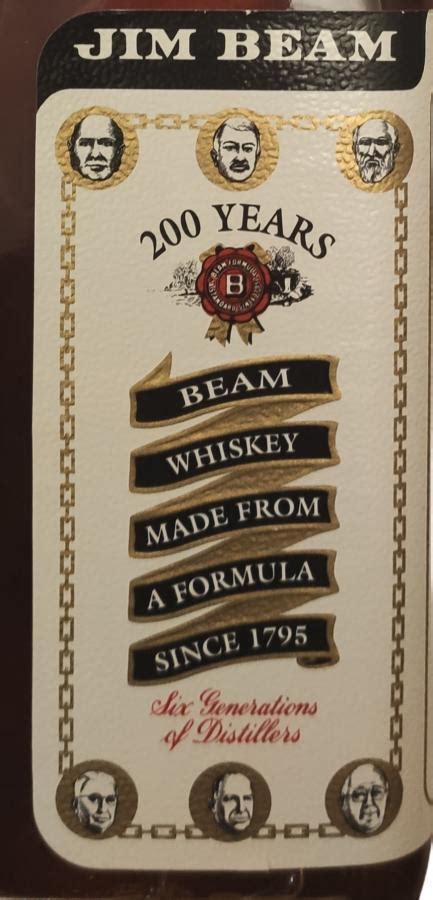 JIM BEAM
200 YEARS
B
BEAM
WHISKEY
MADE FROM
A FORMULA
SINCE 1795
Six Generations
of Distillers